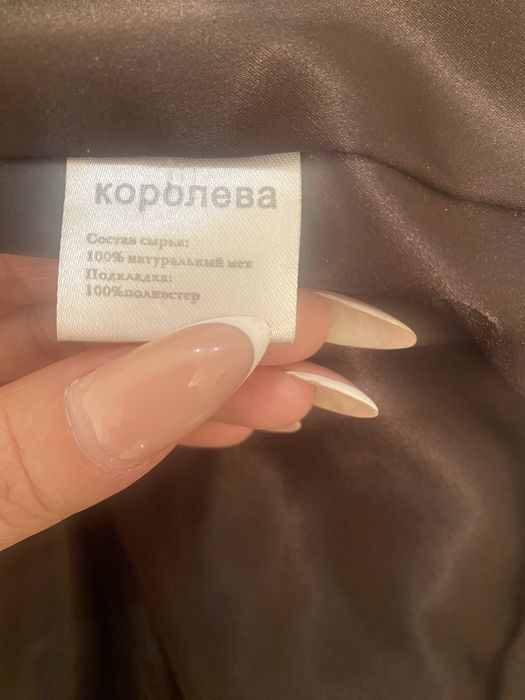 королева
Состав сырья:
100% натуральный мех
Подкладка:
100%полиэстер